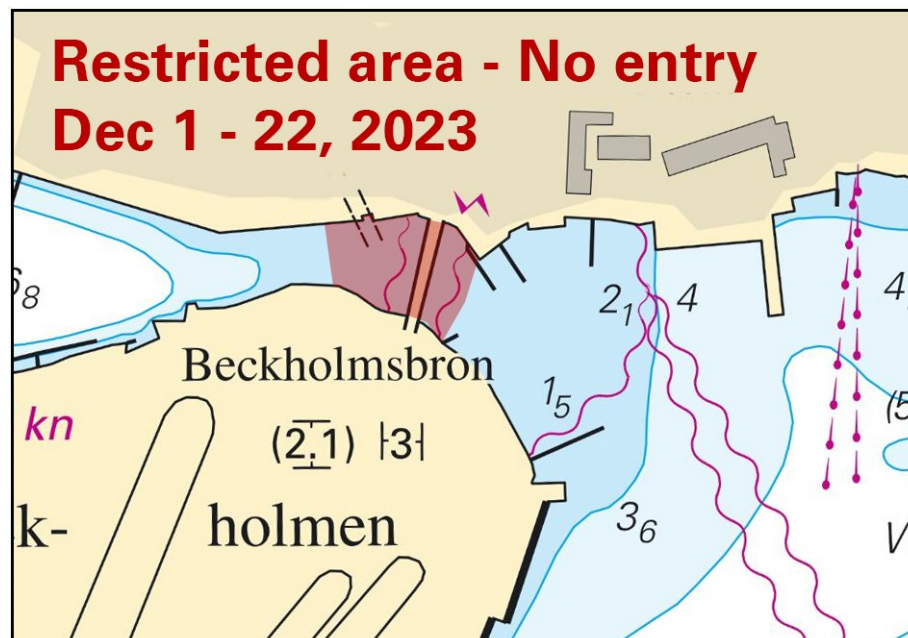 Restricted area - No entry
Dec 1 - 22, 2023
8
2₁
4
4
Beckholmsbron
1₅
kn
(2.1) 3
(5
k-
holmen
3₆
V